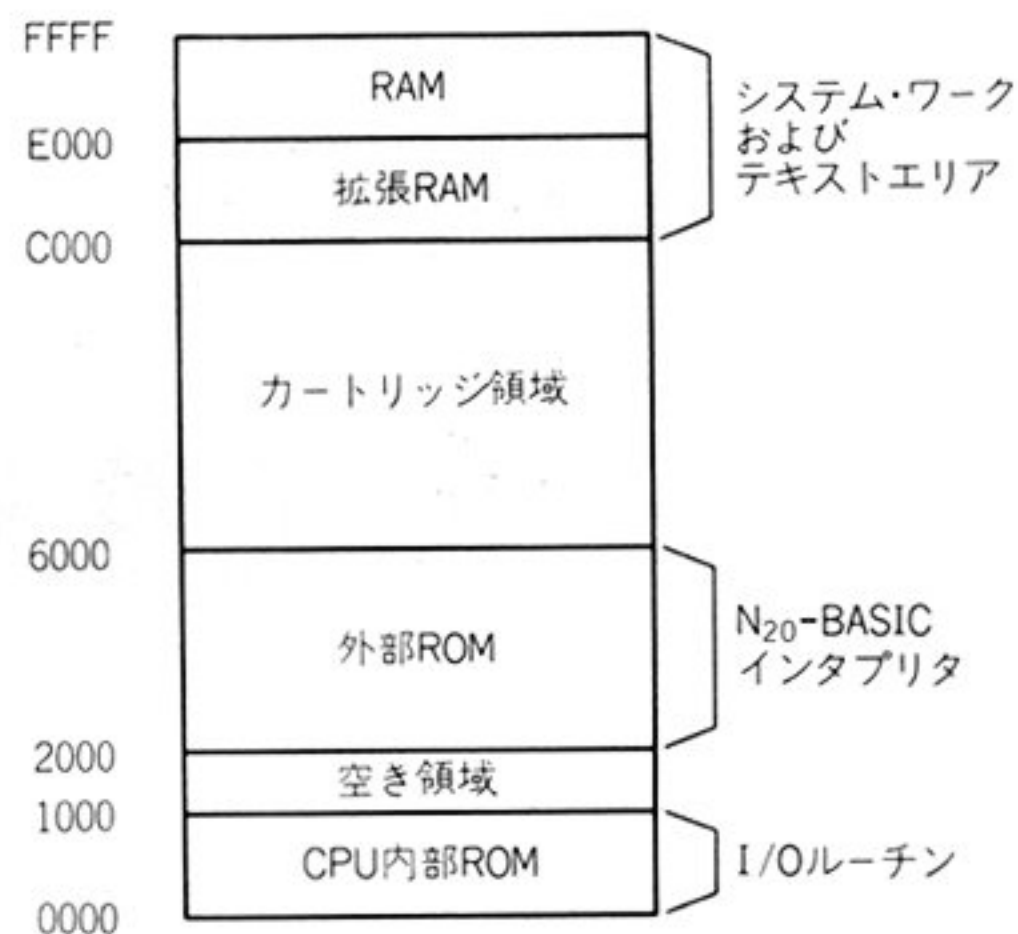 FFFF
RAM
E000
拡張RAM
C000
システム・ワーク
および
テキストエリア
カートリッジ領域
6000
外部ROM
N₂₀-BASIC
インタプリタ
2000
空き領域
1000
CPU内部ROM
I/Oルーチン
0000